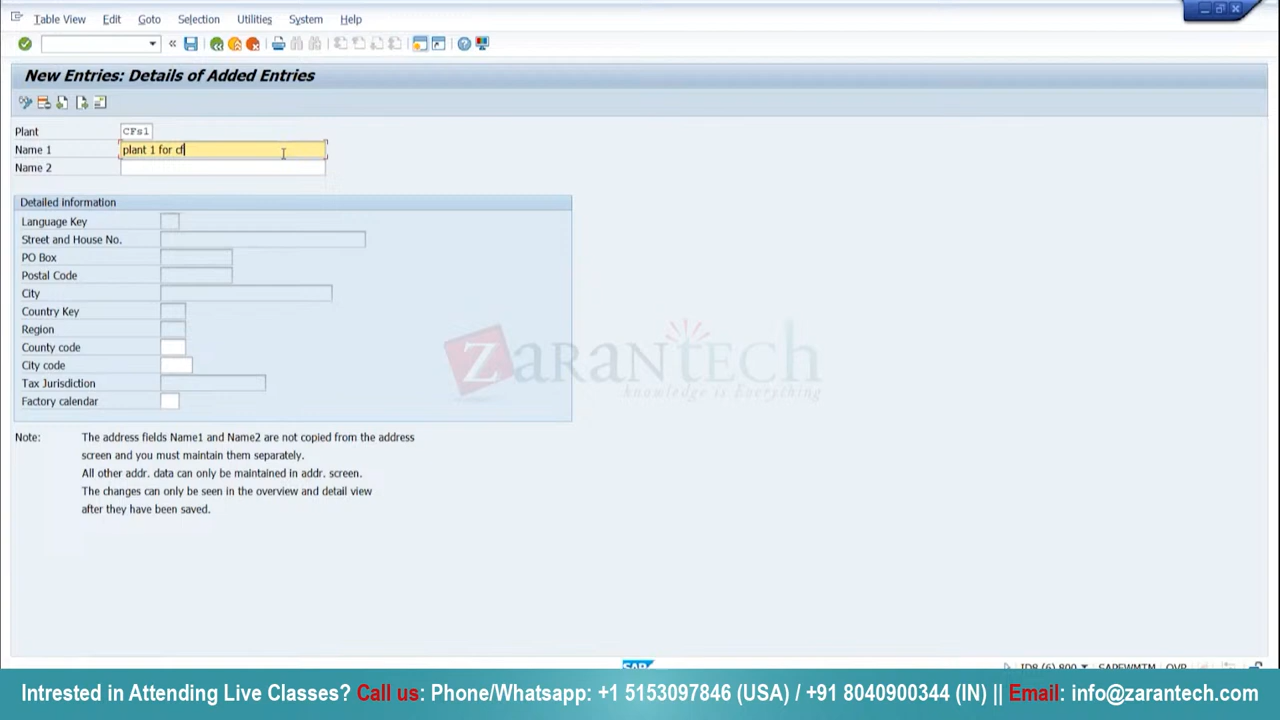 Table View Edit Goto Selection Utilities System Help
New Entries: Details of Added Entries
Plant CFs1
Name 1 plant 1 for cf
Name 2
Detailed information
Language Key
Street and House No.
PO Box
Postal Code
City
Country Key
Region
County code
City code
Tax Jurisdiction
Factory calendar
ZARANTECH
knowledge is Everything
Note: The address fields Name1 and Name2 are not copied from the address
screen and you must maintain them separately.
All other addr. data can only be maintained in addr. screen.
The changes can only be seen in the overview and detail view
after they have been saved.
SAP
Intrested in Attending Live Classes? Call us: Phone/Whatsapp: +1 5153097846 (USA) / +91 8040900344 (IN) || Email: info@zarantech.com